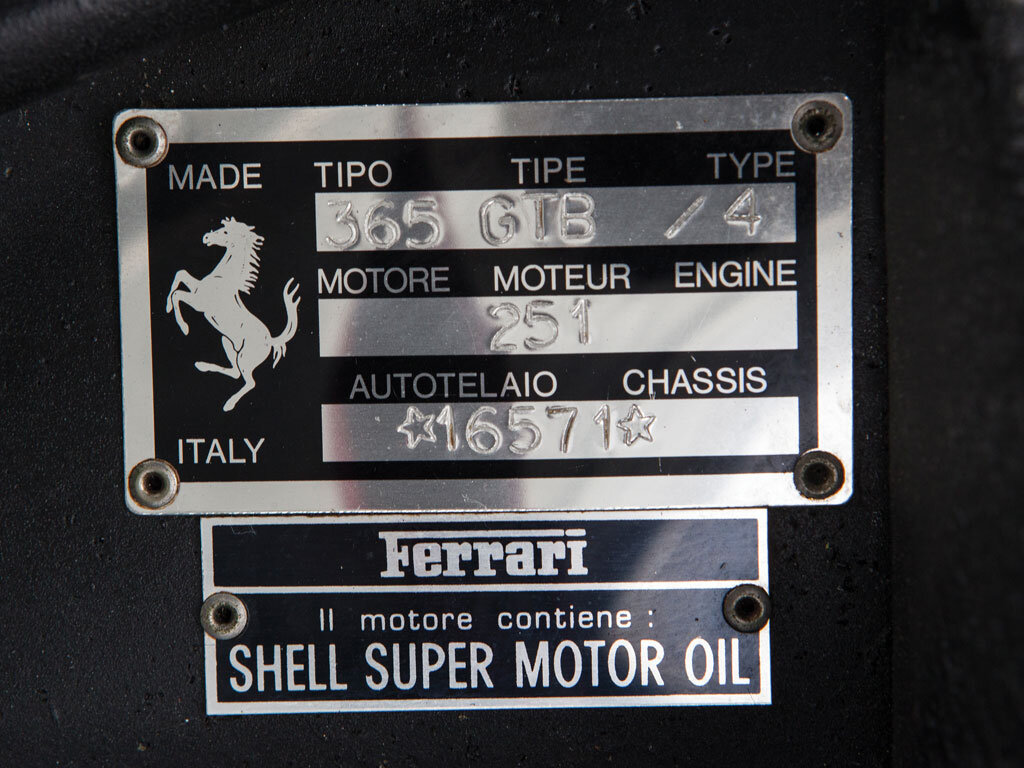 MADE TIPO TIPE TYPE
365 GTB / 4
MOTORE MOTEUR ENGINE
251
AUTOTELAIO CHASSIS
☆16571☆
ITALY
Ferrari
Il motore contiene :
SHELL SUPER MOTOR OIL